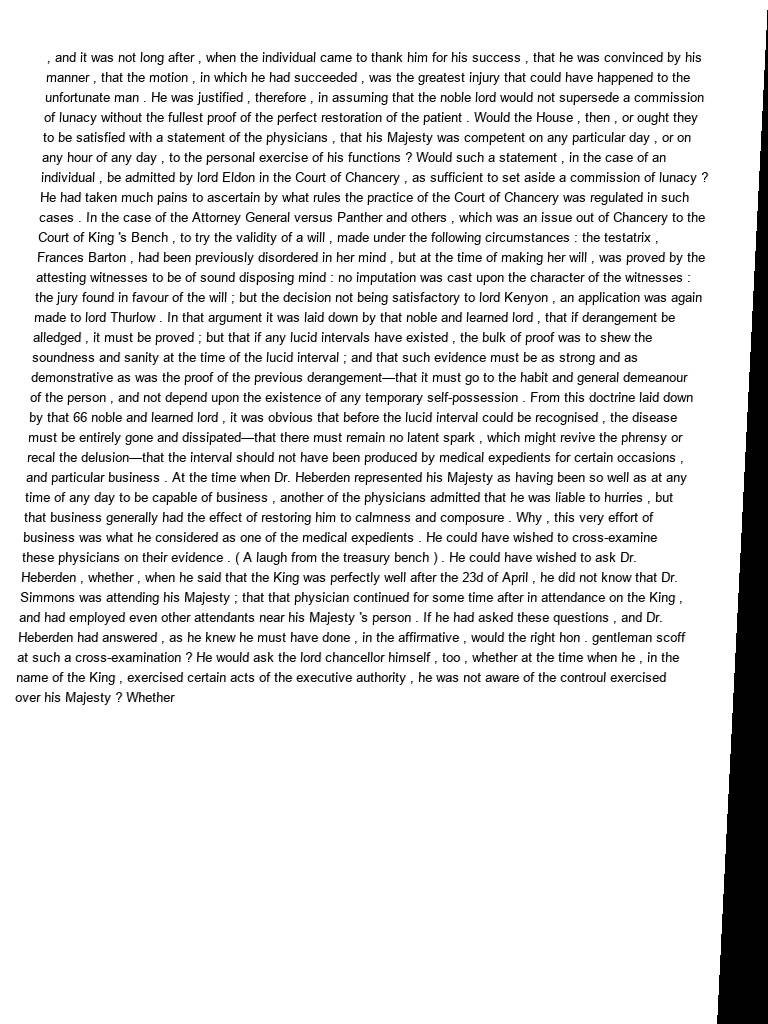 , and it was not long after , when the individual came to thank him for his success , that he was convinced by his
manner , that the motion , in which he had succeeded , was the greatest injury that could have happened to the
unfortunate man . He was justified , therefore , in assuming that the noble lord would not supersede a commission
of lunacy without the fullest proof of the perfect restoration of the patient . Would the House , then , or ought they
to be satisfied with a statement of the physicians , that his Majesty was competent on any particular day , or on
any hour of any day , to the personal exercise of his functions ? Would such a statement , in the case of an
individual , be admitted by lord Eldon in the Court of Chancery , as sufficient to set aside a commission of lunacy ?
He had taken much pains to ascertain by what rules the practice of the Court of Chancery was regulated in such
cases . In the case of the Attorney General versus Panther and others , which was an issue out of Chancery to the
Court of King 's Bench , to try the validity of a will , made under the following circumstances : the testatrix ,
Frances Barton , had been previously disordered in her mind , but at the time of making her will , was proved by the
attesting witnesses to be of sound disposing mind : no imputation was cast upon the character of the witnesses :
the jury found in favour of the will ; but the decision not being satisfactory to lord Kenyon , an application was again
made to lord Thurlow . In that argument it was laid down by that noble and learned lord , that if derangement be
alledged , it must be proved ; but that if any lucid intervals have existed , the bulk of proof was to shew the
soundness and sanity at the time of the lucid interval ; and that such evidence must be as strong and as
demonstrative as was the proof of the previous derangement—that it must go to the habit and general demeanour
of the person , and not depend upon the existence of any temporary self-possession . From this doctrine laid down
by that 66 noble and learned lord , it was obvious that before the lucid interval could be recognised , the disease
must be entirely gone and dissipated—that there must remain no latent spark , which might revive the phrensy or
recal the delusion—that the interval should not have been produced by medical expedients for certain occasions ,
and particular business . At the time when Dr. Heberden represented his Majesty as having been so well as at any
time of any day to be capable of business , another of the physicians admitted that he was liable to hurries , but
that business generally had the effect of restoring him to calmness and composure . Why , this very effort of
business was what he considered as one of the medical expedients . He could have wished to cross-examine
these physicians on their evidence . ( A laugh from the treasury bench ) . He could have wished to ask Dr.
Heberden , whether , when he said that the King was perfectly well after the 23d of April , he did not know that Dr.
Simmons was attending his Majesty ; that that physician continued for some time after in attendance on the King ,
and had employed even other attendants near his Majesty 's person . If he had asked these questions , and Dr.
Heberden had answered , as he knew he must have done , in the affirmative , would the right hon . gentleman scoff
at such a cross-examination ? He would ask the lord chancellor himself , too , whether at the time when he , in the
name of the King , exercised certain acts of the executive authority , he was not aware of the controul exercised
over his Majesty ? Whether